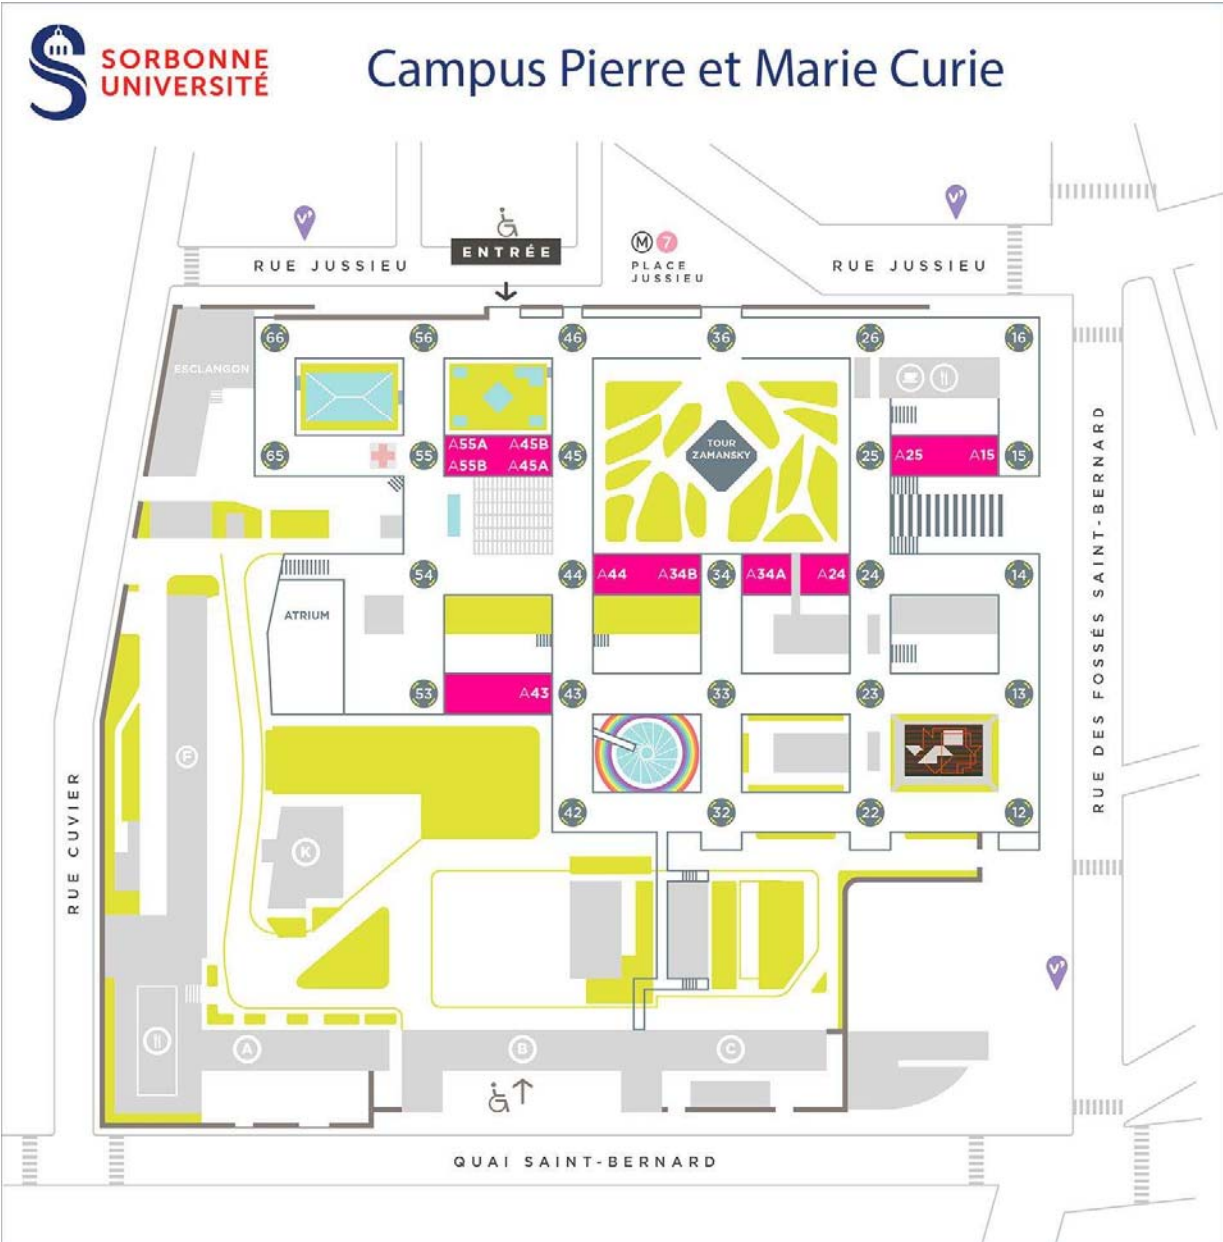 SORBONNE
UNIVERSITÉ
Campus Pierre et Marie Curie
V'
V'
ENTRÉE
M 7
PLACE
JUSSIEU
RUE JUSSIEU
RUE JUSSIEU
66
56
46
36
26
16
ESCLANGON
65
55
A55A A45B
A55B A45A
45
TOUR
ZAMANSKY
25
A25 A15
15
54
44
A44 A34B
34
A34A A24
24
14
ATRIUM
53
A43
43
33
23
13
F
42
32
22
12
K
RUE CUVIER
RUE DES FOSSÉS SAINT-BERNARD
V'
A
B
C
QUAI SAINT-BERNARD